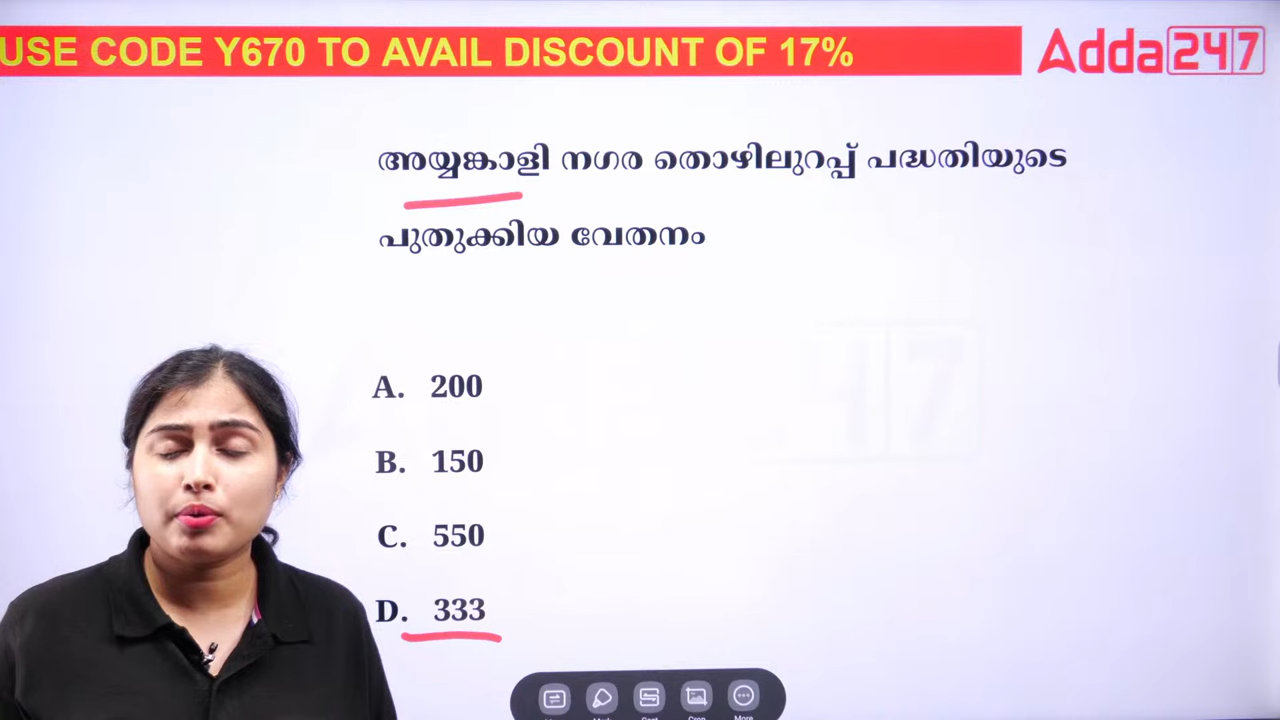 USE CODE Y670 TO AVAIL DISCOUNT OF 17%
Adda247
അയ്യങ്കാളി നഗര തൊഴിലുറപ്പ് പദ്ധതിയുടെ
പുതുക്കിയ വേതനം
A. 200
B. 150
C. 550
D. 333
More